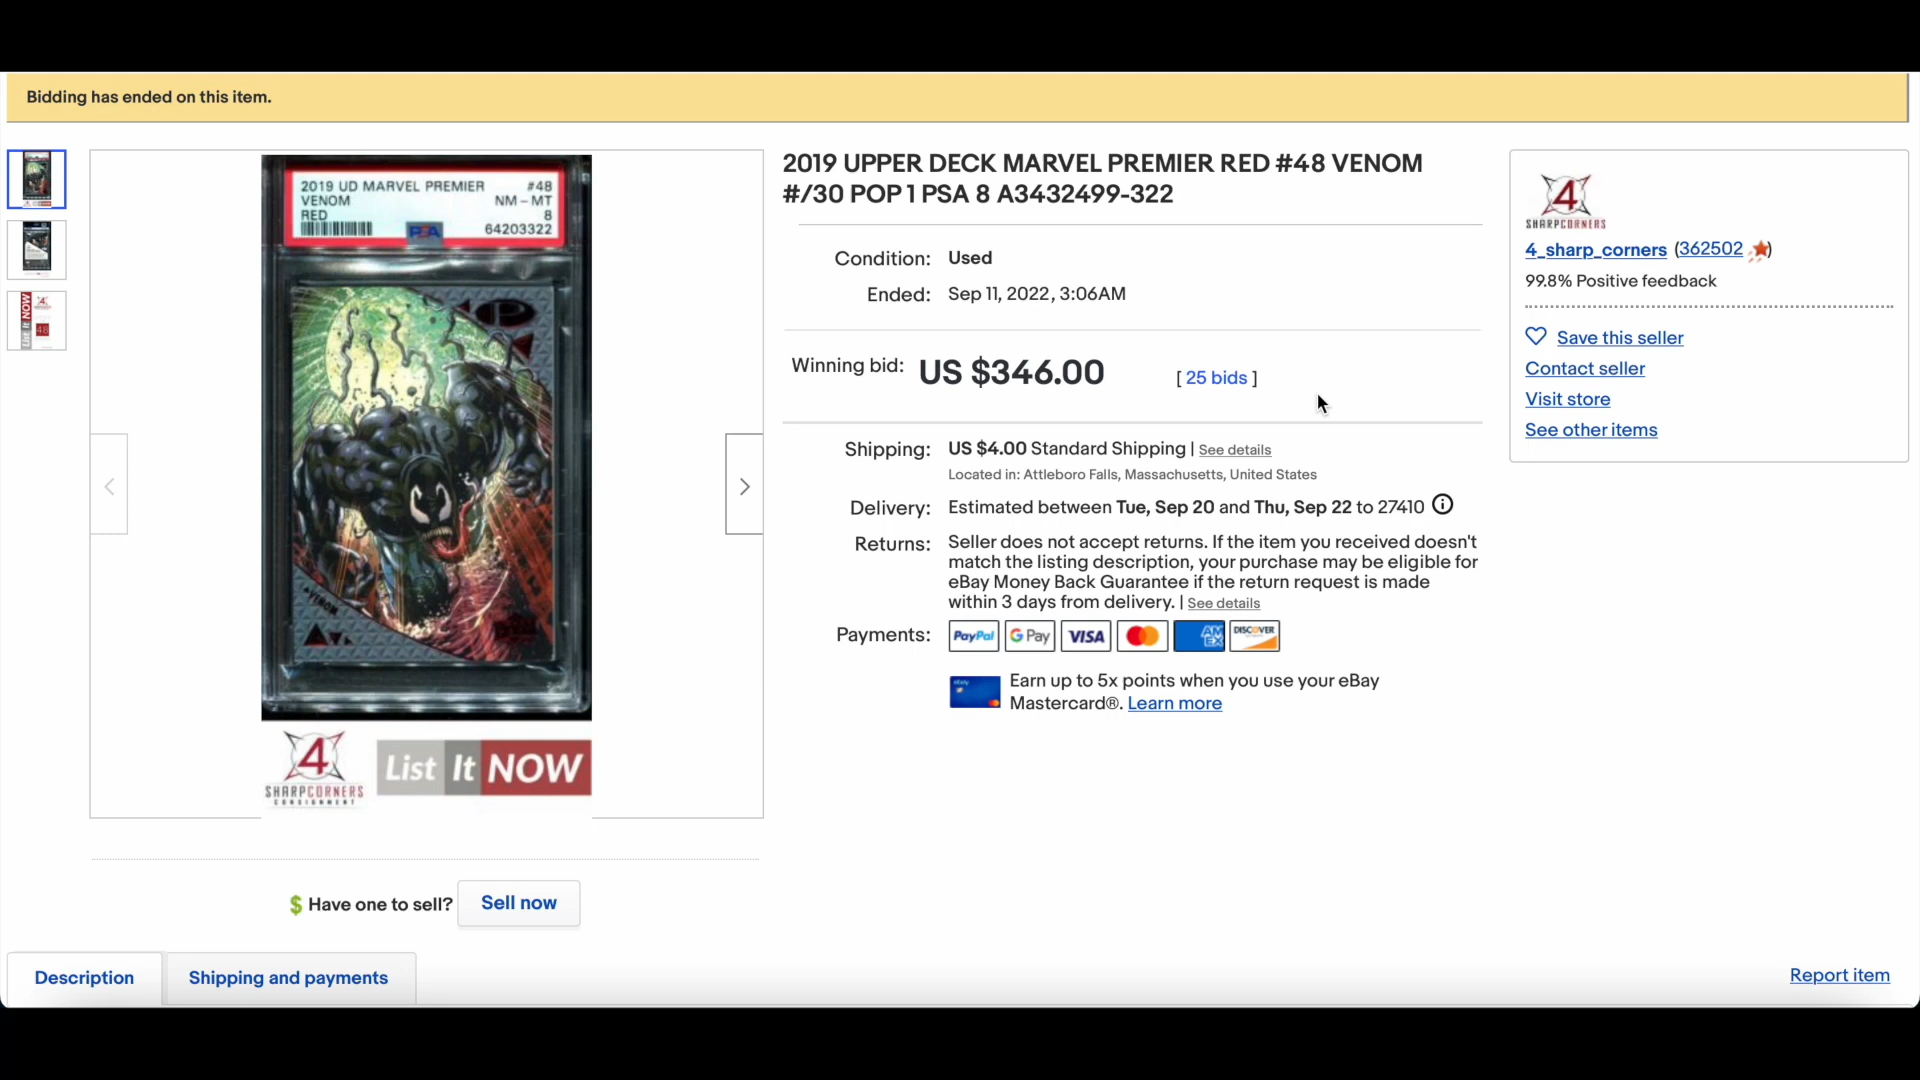 Bidding has ended on this item.
2019 UD MARVEL PREMIER #48
VENOM NM - MT
RED 8
PSA 64203322
VENOM
4
SHARPCORNERS
CONSIGNMENT
List It NOW
$ Have one to sell? Sell now
2019 UPPER DECK MARVEL PREMIER RED #48 VENOM
#/30 POP 1 PSA 8 A3432499-322
Condition: Used
Ended: Sep 11, 2022, 3:06AM
Winning bid: US $346.00 [ 25 bids ]
Shipping: US $4.00 Standard Shipping | See details
Located in: Attleboro Falls, Massachusetts, United States
Delivery: Estimated between Tue, Sep 20 and Thu, Sep 22 to 27410
Returns: Seller does not accept returns. If the item you received doesn't
match the listing description, your purchase may be eligible for
eBay Money Back Guarantee if the return request is made
within 3 days from delivery. | See details
Payments: PayPal G Pay VISA AM EX DISCOVER
Earn up to 5x points when you use your eBay
Mastercard®. Learn more
4
SHARPCORNERS
4_sharp_corners (362502)
99.8% Positive feedback
Save this seller
Contact seller
Visit store
See other items
Description Shipping and payments Report item